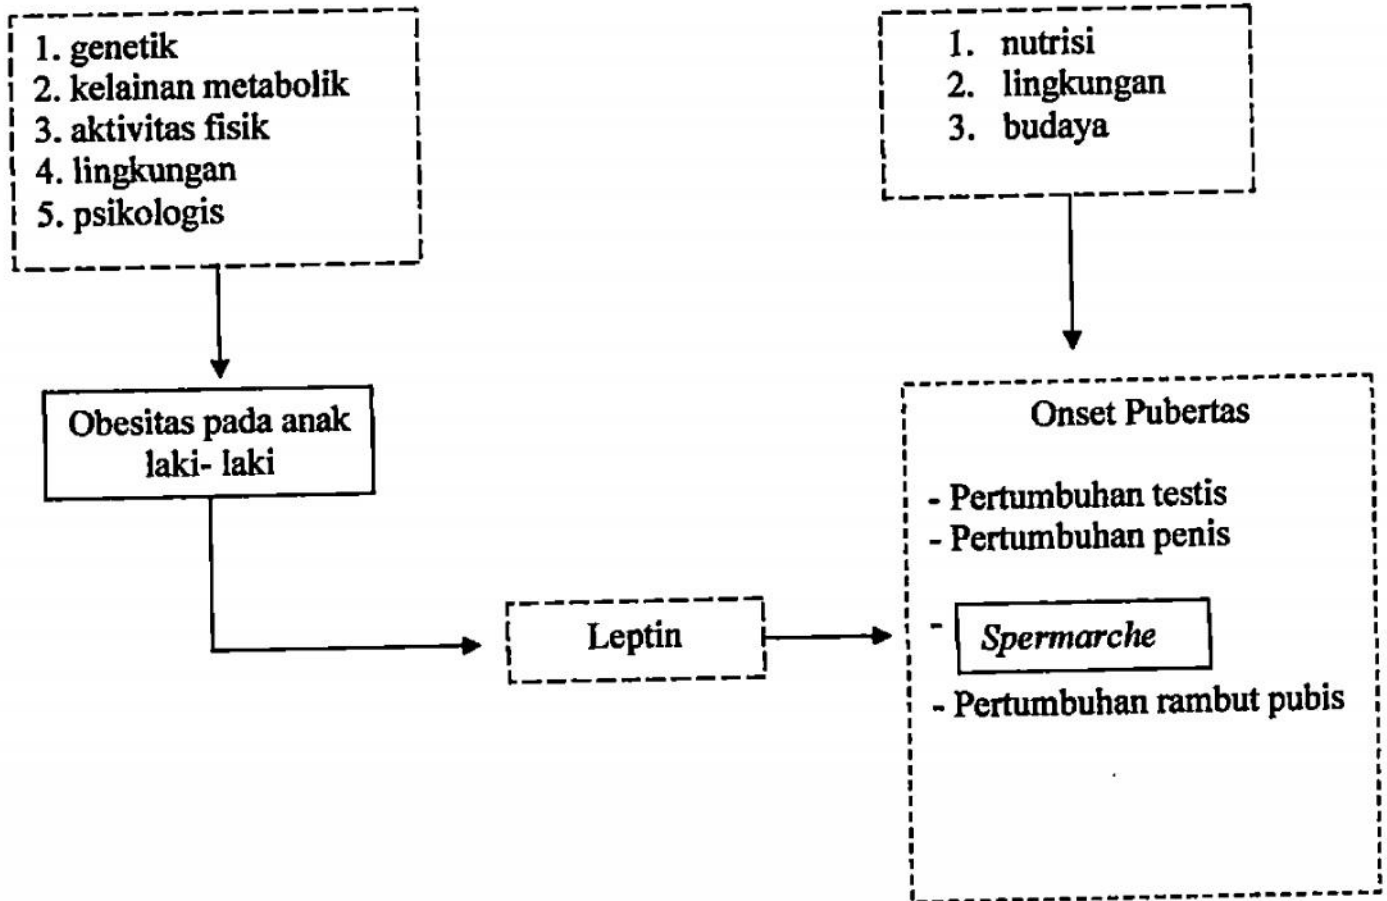 1. genetik
2. kelainan metabolik
3. aktivitas fisik
4. lingkungan
5. psikologis
1. nutrisi
2. lingkungan
3. budaya
Obesitas pada anak
laki- laki
Leptin
Onset Pubertas
- Pertumbuhan testis
- Pertumbuhan penis
- Spermarche
- Pertumbuhan rambut pubis